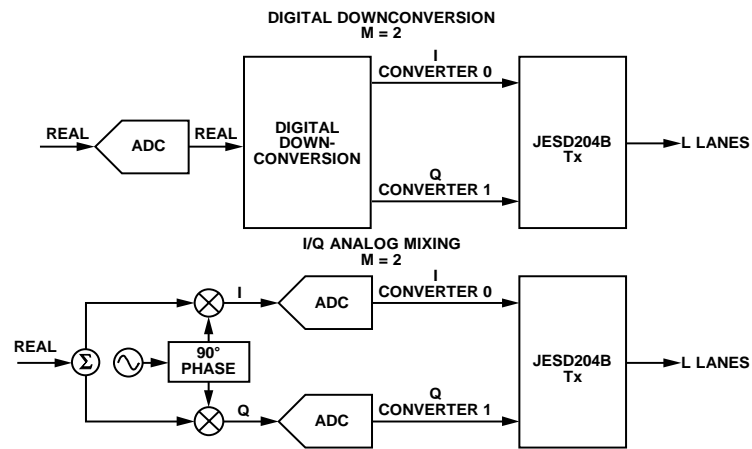 DIGITAL DOWNCONVERSION
M = 2
I
CONVERTER 0
REAL
ADC
REAL
DIGITAL
DOWN-
CONVERSION
JESD204B
Tx
L LANES
Q
CONVERTER 1
I/Q ANALOG MIXING
M = 2
I
CONVERTER 0
I
ADC
REAL
Σ
90°
PHASE
JESD204B
Tx
L LANES
Q
ADC
Q
CONVERTER 1